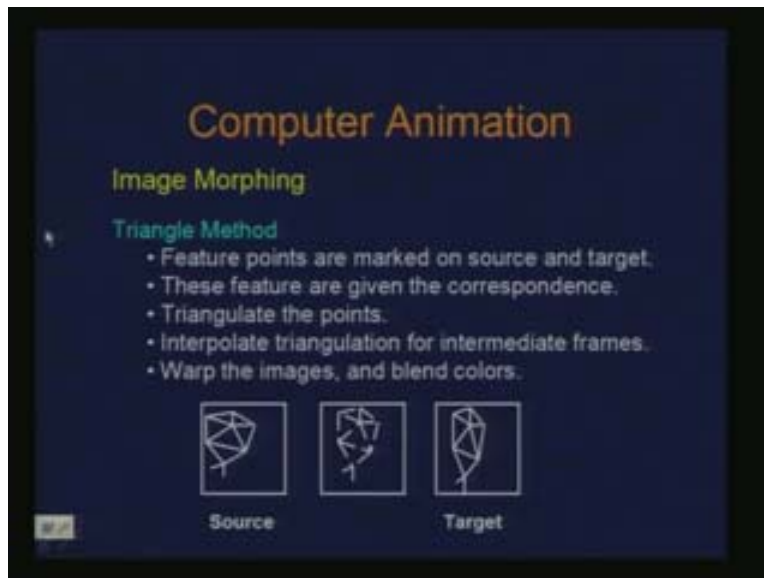 Computer Animation
Image Morphing
Triangle Method
• Feature points are marked on source and target.
• These feature are given the correspondence.
• Triangulate the points.
• Interpolate triangulation for intermediate frames.
• Warp the images, and blend colors.
Source Target